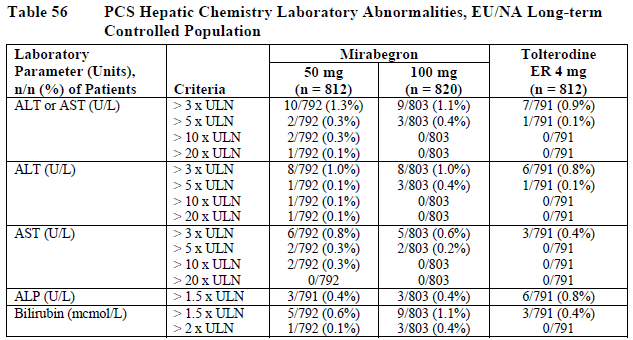 Table 56 PCS Hepatic Chemistry Laboratory Abnormalities, EU/NA Long-term
Controlled Population
Laboratory Mirabegron Tolterodine
Parameter (Units), 50 mg 100 mg ER 4 mg
n/n (%) of Patients Criteria (n = 812) (n = 820) (n = 812)
ALT or AST (U/L) > 3 x ULN 10/792 (1.3%) 9/803 (1.1%) 7/791 (0.9%)
> 5 x ULN 2/792 (0.3%) 3/803 (0.4%) 1/791 (0.1%)
> 10 x ULN 2/792 (0.3%) 0/803 0/791
> 20 x ULN 1/792 (0.1%) 0/803 0/791
ALT (U/L) > 3 x ULN 8/792 (1.0%) 8/803 (1.0%) 6/791 (0.8%)
> 5 x ULN 1/792 (0.1%) 3/803 (0.4%) 1/791 (0.1%)
> 10 x ULN 1/792 (0.1%) 0/803 0/791
> 20 x ULN 1/792 (0.1%) 0/803 0/791
AST (U/L) > 3 x ULN 6/792 (0.8%) 5/803 (0.6%) 3/791 (0.4%)
> 5 x ULN 2/792 (0.3%) 2/803 (0.2%) 0/791
> 10 x ULN 2/792 (0.3%) 0/803 0/791
> 20 x ULN 0/792 0/803 0/791
ALP (U/L) > 1.5 x ULN 3/791 (0.4%) 3/803 (0.4%) 6/791 (0.8%)
Bilirubin (mcmol/L) > 1.5 x ULN 5/792 (0.6%) 9/803 (1.1%) 3/791 (0.4%)
> 2 x ULN 1/792 (0.1%) 3/803 (0.4%) 0/791